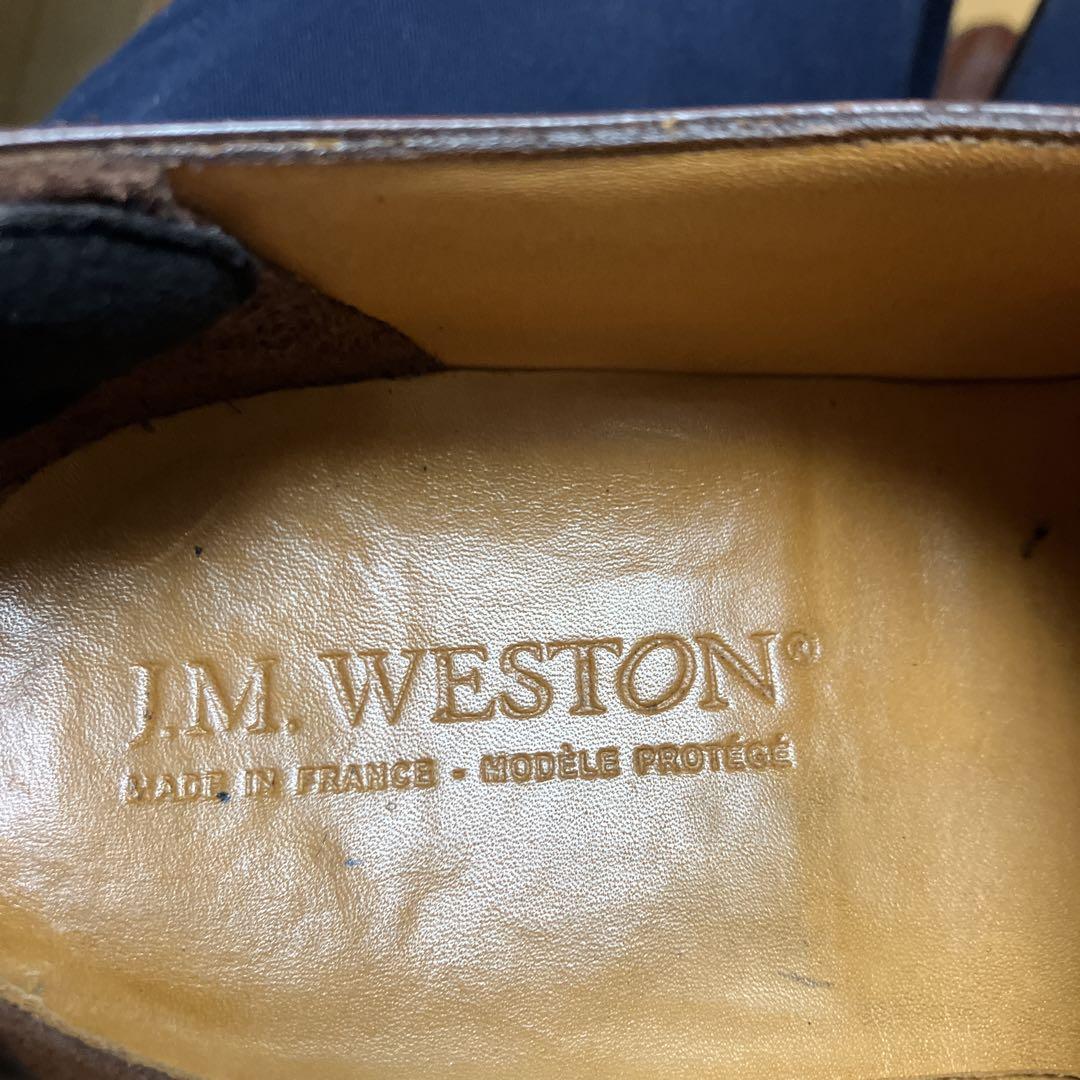 J.M. WESTON®
MADE IN FRANCE - MODÈLE PROTÉGÉ